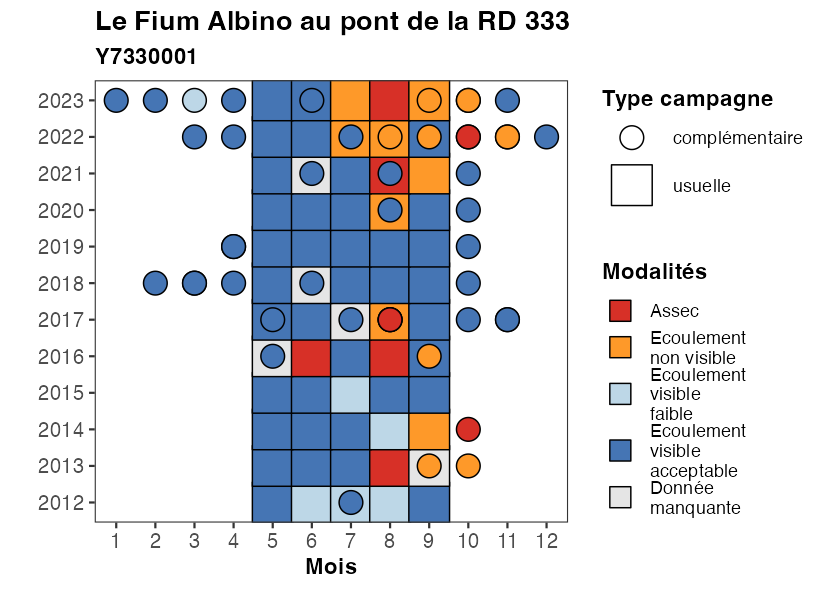 Le Fium Albino au pont de la RD 333
Y7330001
2023
2022
2021
2020
2019
2018
2017
2016
2015
2014
2013
2012
1 2 3 4 5 6 7 8 9 10 11 12
Mois
Type campagne
complémentaire
usuelle
Modalités
Assec
Ecoulement
non visible
Ecoulement
visible
faible
Ecoulement
visible
acceptable
Donnée
manquante